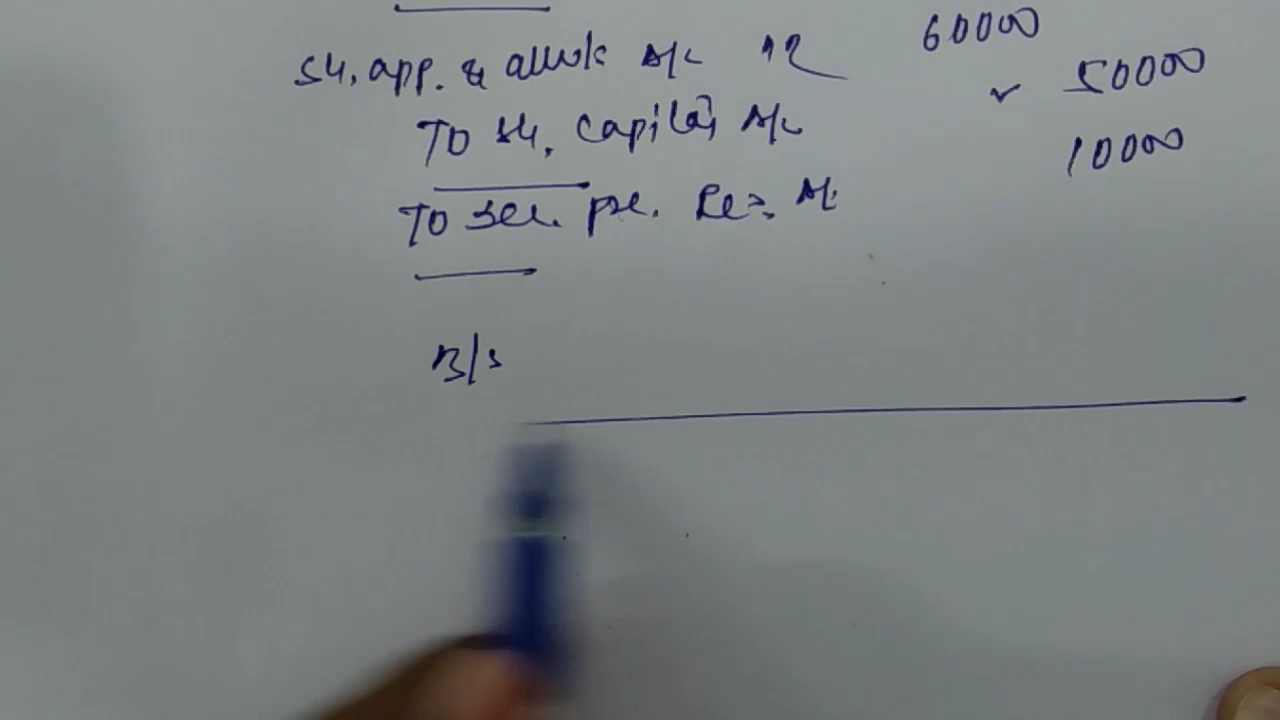 Sh. app. & allot A/c Dr 60000
To Sh. Capital A/c 50000
To Sec. pre. Res. A/c 10000
B/S